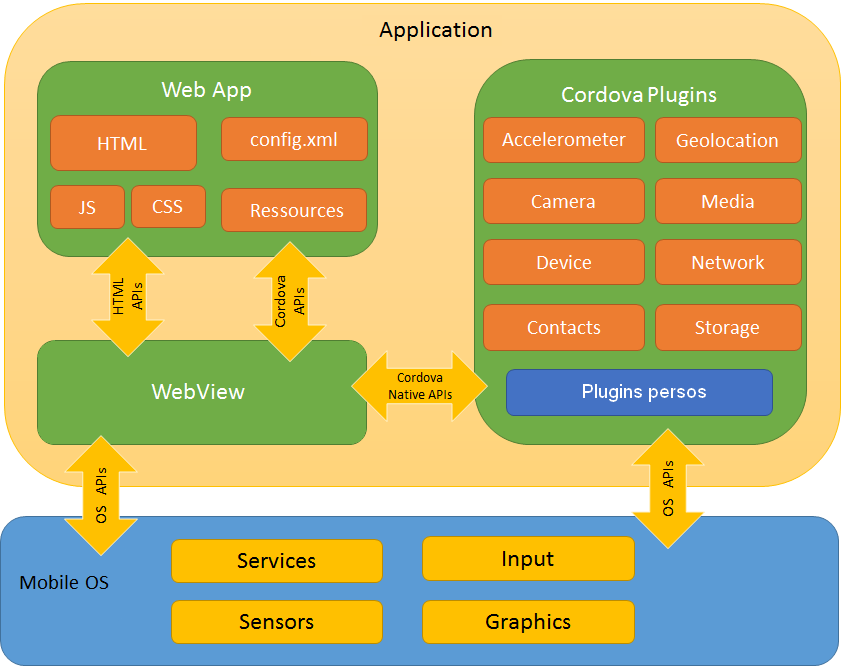 Application
Web App
HTML
config.xml
JS
CSS
Ressources
HTML
APIs
Cordova
APIs
WebView
Cordova
Native APIs
Cordova Plugins
Accelerometer
Geolocation
Camera
Media
Device
Network
Contacts
Storage
Plugins persos
OS APIs
OS APIs
Mobile OS
Services
Input
Sensors
Graphics